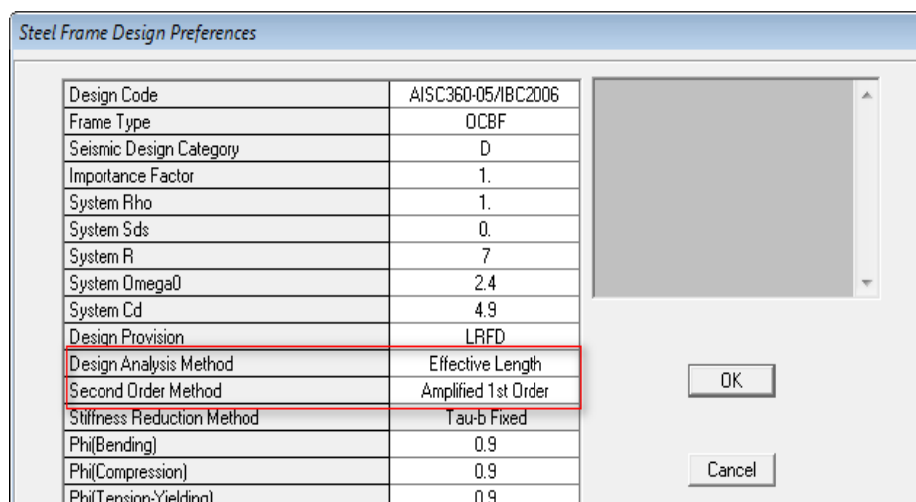 Steel Frame Design Preferences
Design Code AISC360-05/IBC2006
Frame Type OCBF
Seismic Design Category D
Importance Factor 1.
System Rho 1.
System Sds 0.
System R 7
System Omega0 2.4
System Cd 4.9
Design Provision LRFD
Design Analysis Method Effective Length
Second Order Method Amplified 1st Order
Stiffness Reduction Method Tau-b Fixed
Phi(Bending) 0.9
Phi(Compression) 0.9
Phi(Tension-Yielding) 0.9
OK
Cancel